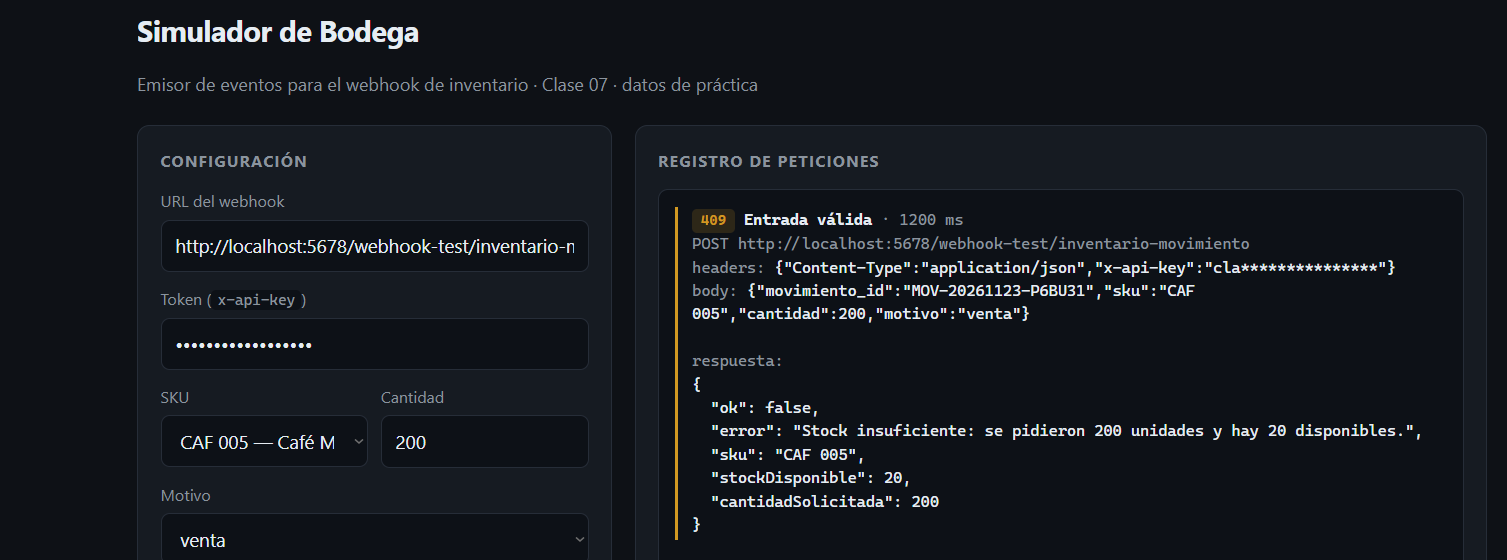 Simulador de Bodega
Emisor de eventos para el webhook de inventario · Clase 07 · datos de práctica
CONFIGURACIÓN
URL del webhook
http://localhost:5678/webhook-test/inventario-n
Token ( x-api-key )
••••••••••••••••••
SKU
Cantidad
CAF 005 — Café M
200
Motivo
venta
REGISTRO DE PETICIONES
409 Entrada válida · 1200 ms
POST http://localhost:5678/webhook-test/inventario-movimiento
headers: {"Content-Type":"application/json","x-api-key":"cla***************"}
body: {"movimiento_id":"MOV-20261123-P6BU31","sku":"CAF
005","cantidad":200,"motivo":"venta"}
respuesta:
{
"ok": false,
"error": "Stock insuficiente: se pidieron 200 unidades y hay 20 disponibles.",
"sku": "CAF 005",
"stockDisponible": 20,
"cantidadSolicitada": 200
}